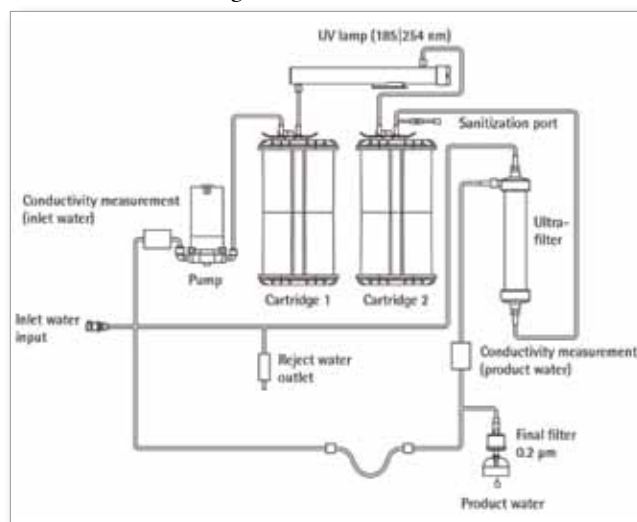 UV lamp (185|254 nm)
Sanitization port
Conductivity measurement
(inlet water)
Ultra-
filter
Pump
Cartridge 1
Cartridge 2
Inlet water
input
Reject water
outlet
Conductivity measurement
(product water)
Final filter
0.2 µm
Product water